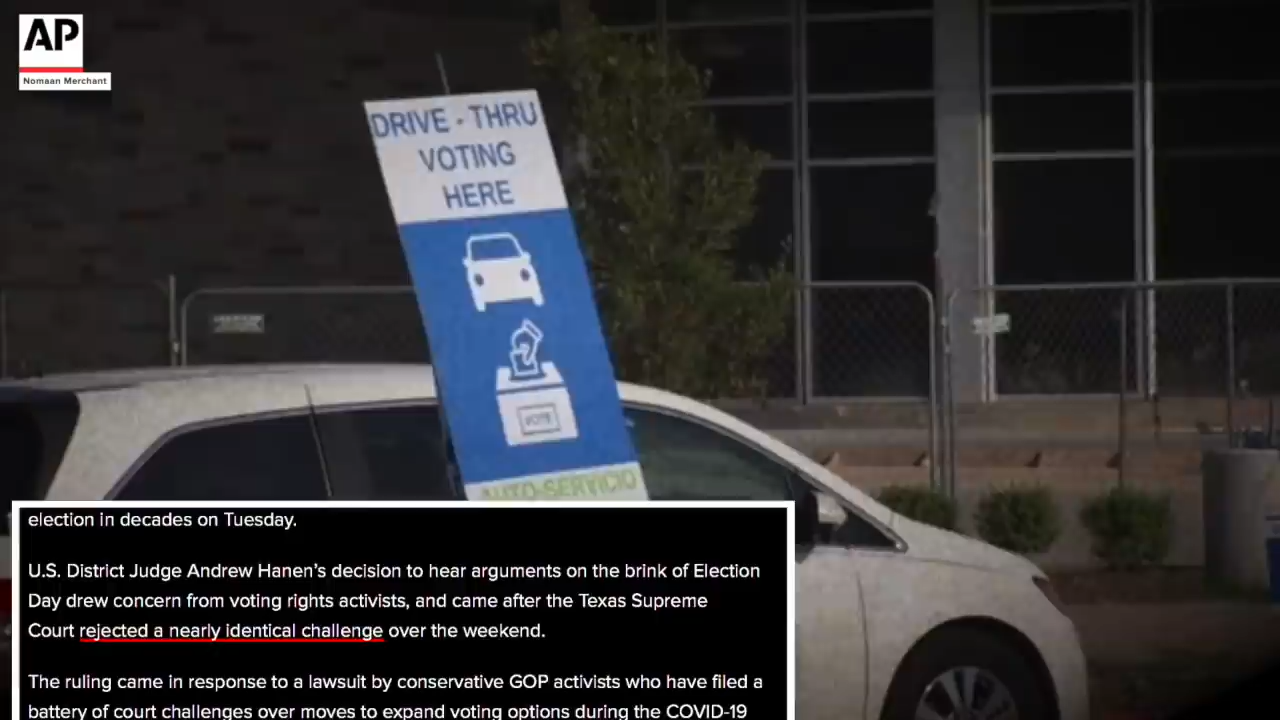 AP
Nomaan Merchant
DRIVE - THRU
VOTING
HERE
VOTE
AUTO-SERVICIO
election in decades on Tuesday.
U.S. District Judge Andrew Hanen's decision to hear arguments on the brink of Election
Day drew concern from voting rights activists, and came after the Texas Supreme
Court rejected a nearly identical challenge over the weekend.
The ruling came in response to a lawsuit by conservative GOP activists who have filed a
battery of court challenges over moves to expand voting options during the COVID-19